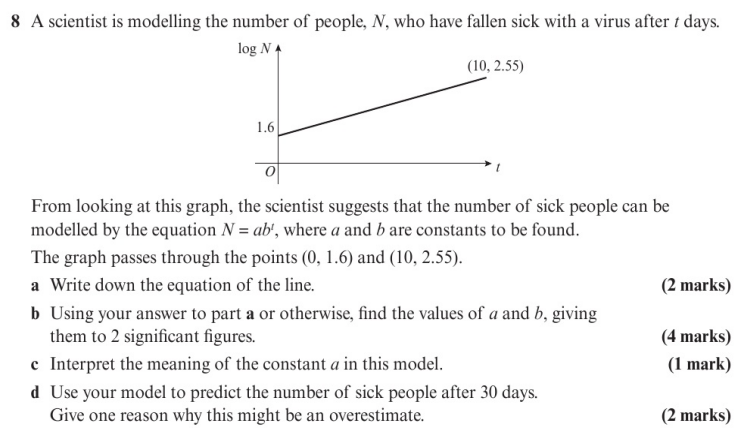 8 A scientist is modelling the number of people, N, who have fallen sick with a virus after t days.
log N
(10, 2.55)
1.6
O
t
From looking at this graph, the scientist suggests that the number of sick people can be
modelled by the equation N = abᵗ, where a and b are constants to be found.
The graph passes through the points (0, 1.6) and (10, 2.55).
a Write down the equation of the line. (2 marks)
b Using your answer to part a or otherwise, find the values of a and b, giving
them to 2 significant figures. (4 marks)
c Interpret the meaning of the constant a in this model. (1 mark)
d Use your model to predict the number of sick people after 30 days.
Give one reason why this might be an overestimate. (2 marks)